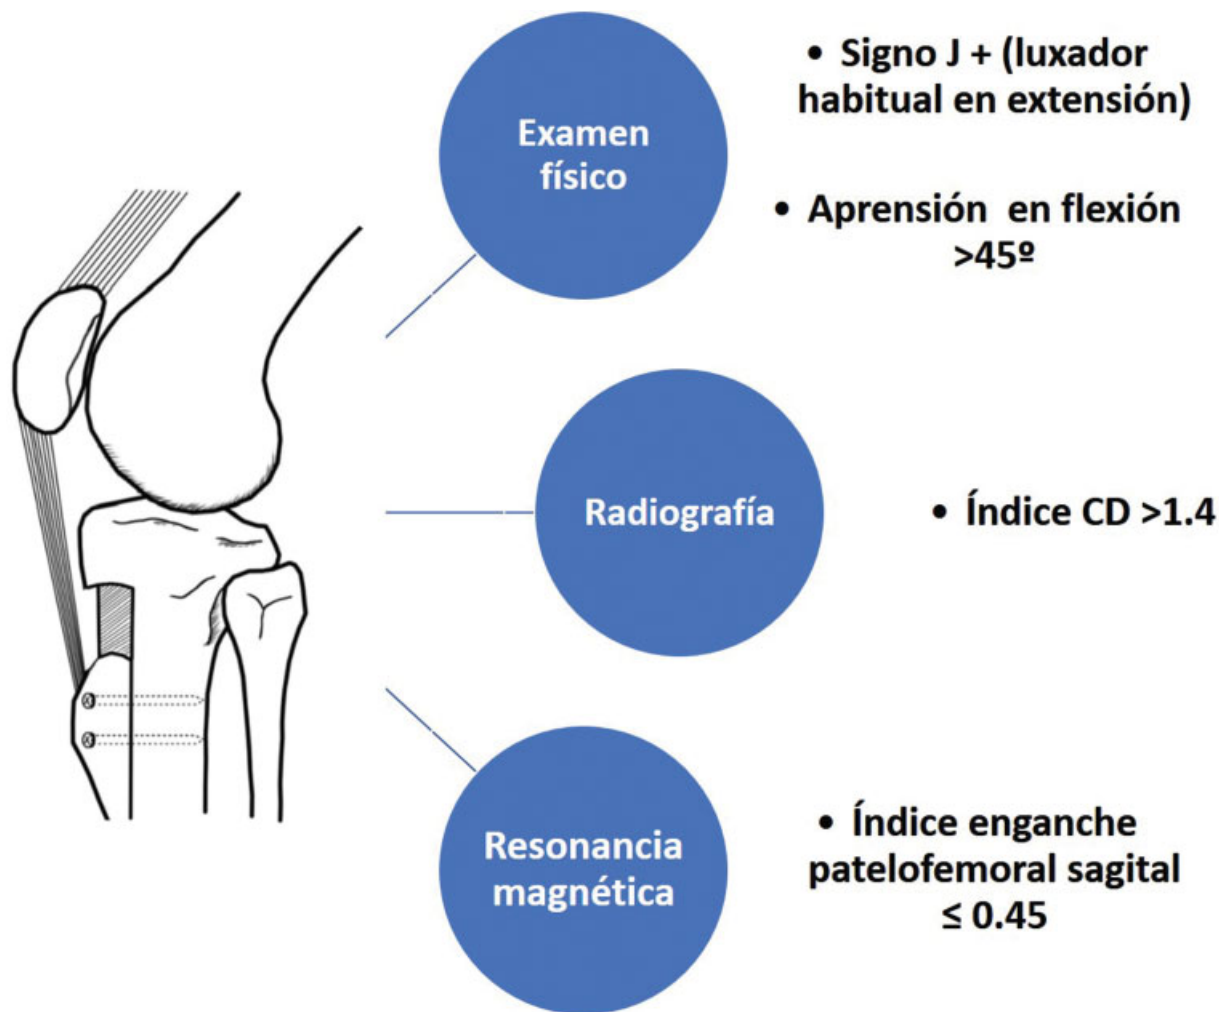 Examen
físico
• Signo J + (luxador
habitual en extensión)
• Aprensión en flexión
>45º
Radiografía
• Índice CD >1.4
Resonancia
magnética
• Índice enganche
patelofemoral sagital
≤ 0.45